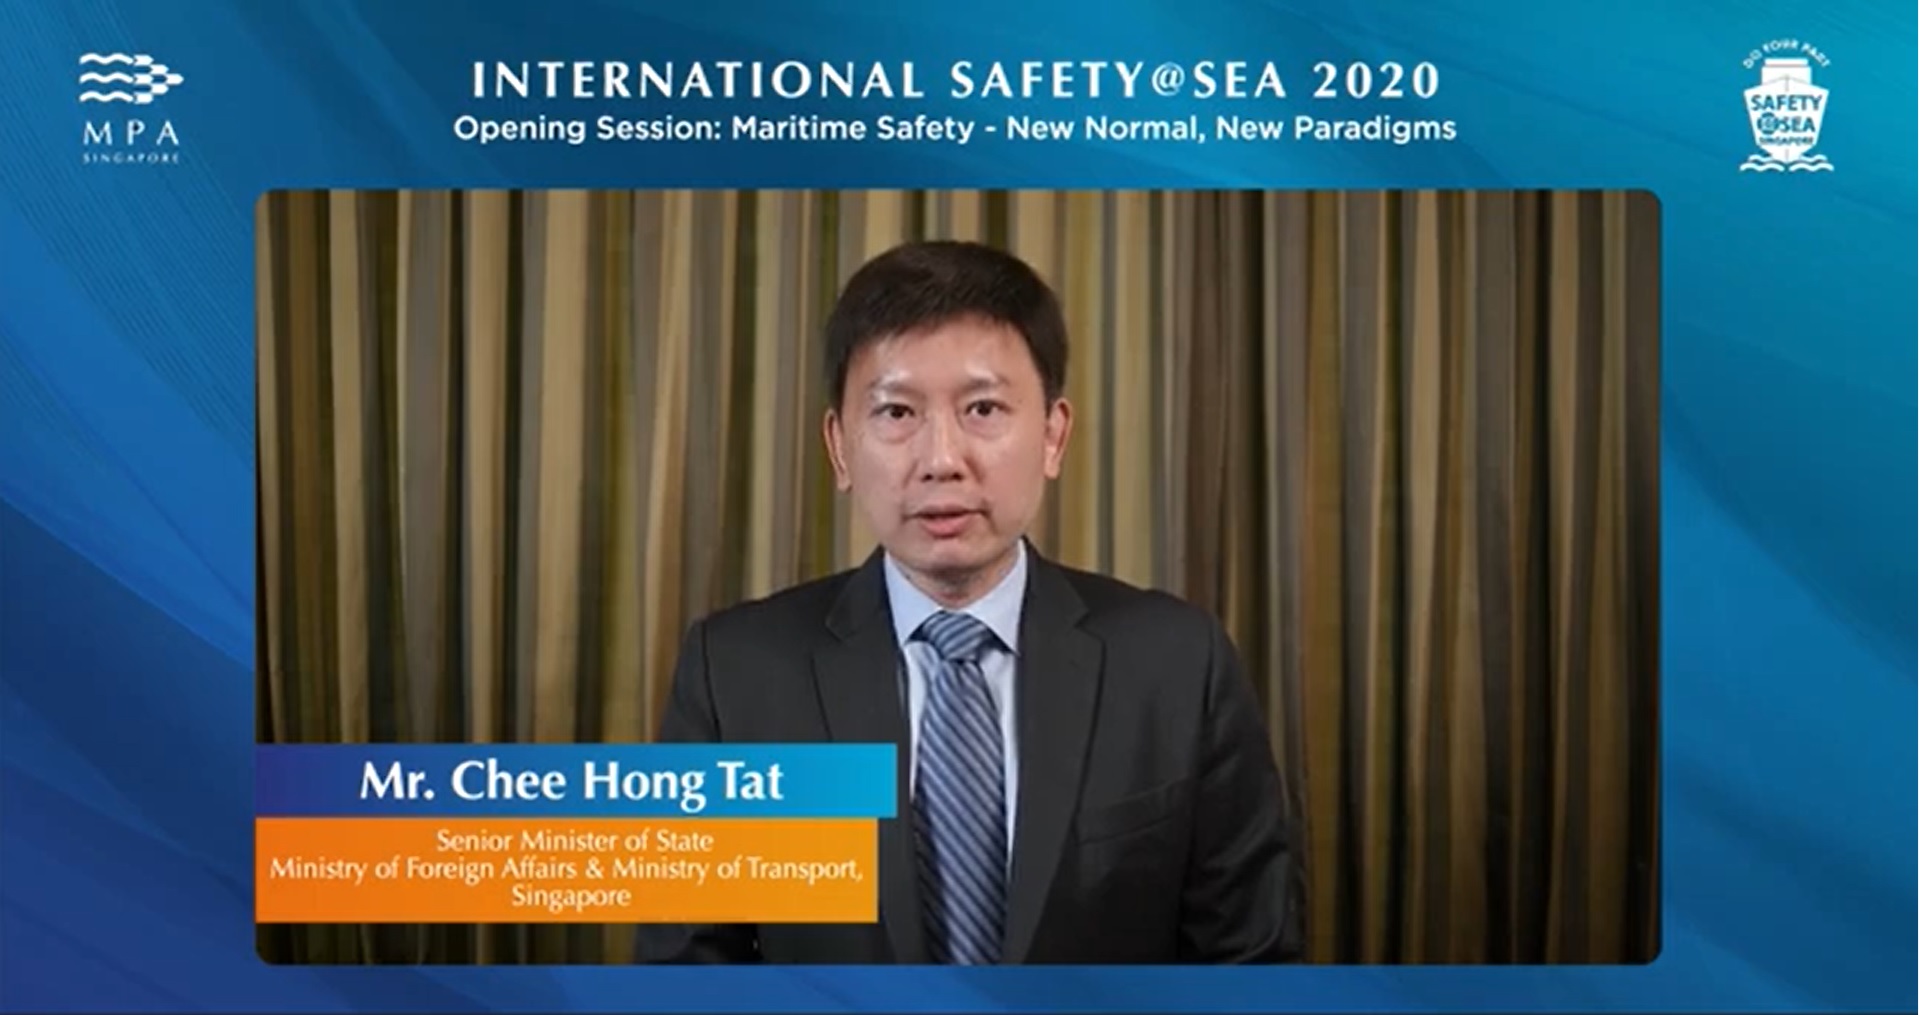 INTERNATIONAL SAFETY@SEA 2020
Opening Session: Maritime Safety - New Normal, New Paradigms
MPA
SINGAPORE
DO YOUR PART
SAFETY
@SEA
SINGAPORE
Mr. Chee Hong Tat
Senior Minister of State
Ministry of Foreign Affairs & Ministry of Transport,
Singapore